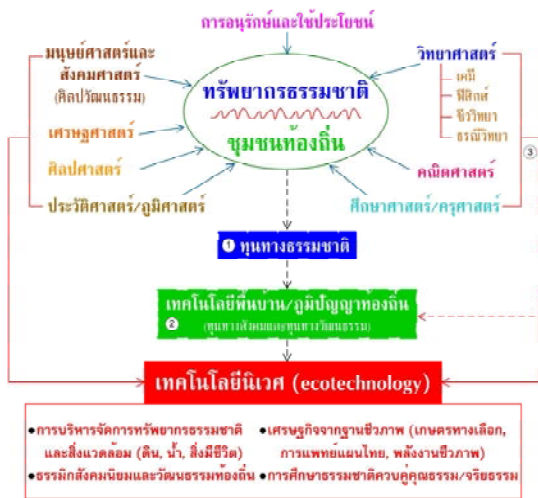 การอนุรักษ์และใช้ประโยชน์
มนุษย์ศาสตร์และ
สังคมศาสตร์
(ศิลปวัฒนธรรม)
เศรษฐศาสตร์
ศิลปศาสตร์
ประวัติศาสตร์/ภูมิศาสตร์
ทรัพยากรธรรมชาติ
ชุมชนท้องถิ่น
วิทยาศาสตร์
เคมี
ฟิสิกส์
ชีววิทยา
ธรณีวิทยา
คณิตศาสตร์
ศึกษาศาสตร์/ครุศาสตร์
③
① ทุนทางธรรมชาติ
เทคโนโลยีพื้นบ้าน/ภูมิปัญญาท้องถิ่น
② (ทุนทางสังคมและทุนทางวัฒนธรรม)
เทคโนโลยีนิเวศ (ecotechnology)
•การบริหารจัดการทรัพยากรธรรมชาติ
และสิ่งแวดล้อม (ดิน, น้ำ, สิ่งมีชีวิต)
•ธรรมิกสังคมนิยมและวัฒนธรรมท้องถิ่น
•เศรษฐกิจจากฐานชีวภาพ (เกษตรทางเลือก,
การแพทย์แผนไทย, พลังงานชีวภาพ)
•การศึกษาธรรมชาติควบคู่คุณธรรม/จริยธรรม